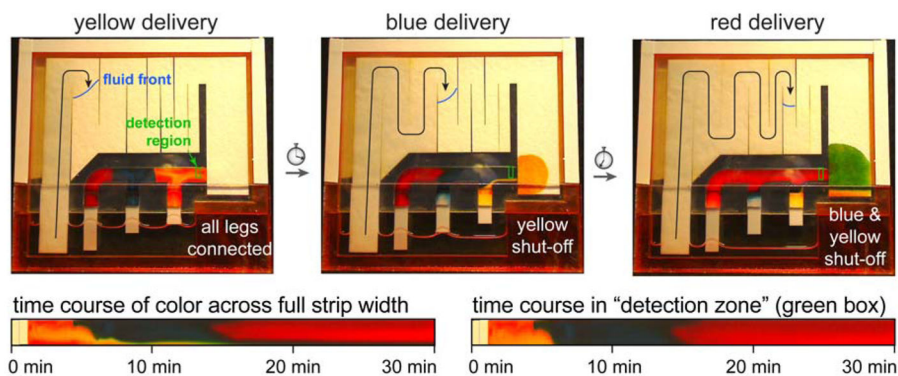 yellow delivery
blue delivery
red delivery
fluid front
detection
region
all legs
connected
yellow
shut-off
blue &
yellow
shut-off
time course of color across full strip width
0 min 10 min 20 min 30 min
time course in “detection zone” (green box)
0 min 10 min 20 min 30 min